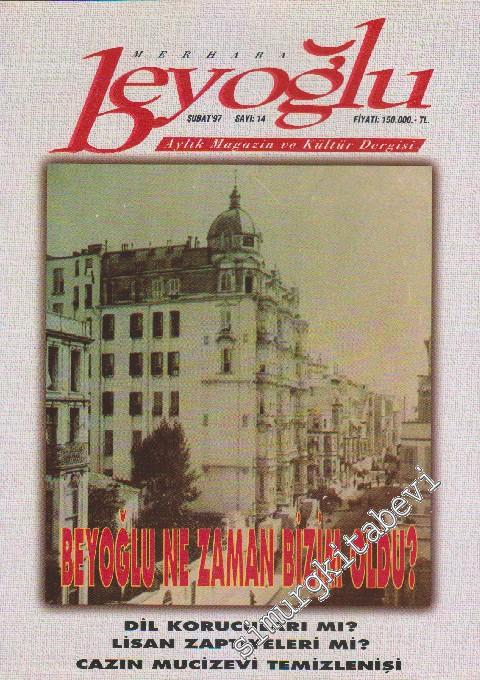 MERHABA
beyoğlu
ŞUBAT'97 SAYI: 14 FİYATI: 150.000.- TL.
Aylık Magazin ve Kültür Dergisi
BEYOĞLU NE ZAMAN BİZİM OLDU?
DİL KORUCULARI MI?
LİSAN ZAPTİYELERİ Mİ?
CAZIN MUCİZEVİ TEMİZLENİŞİ
simurgkitabevi